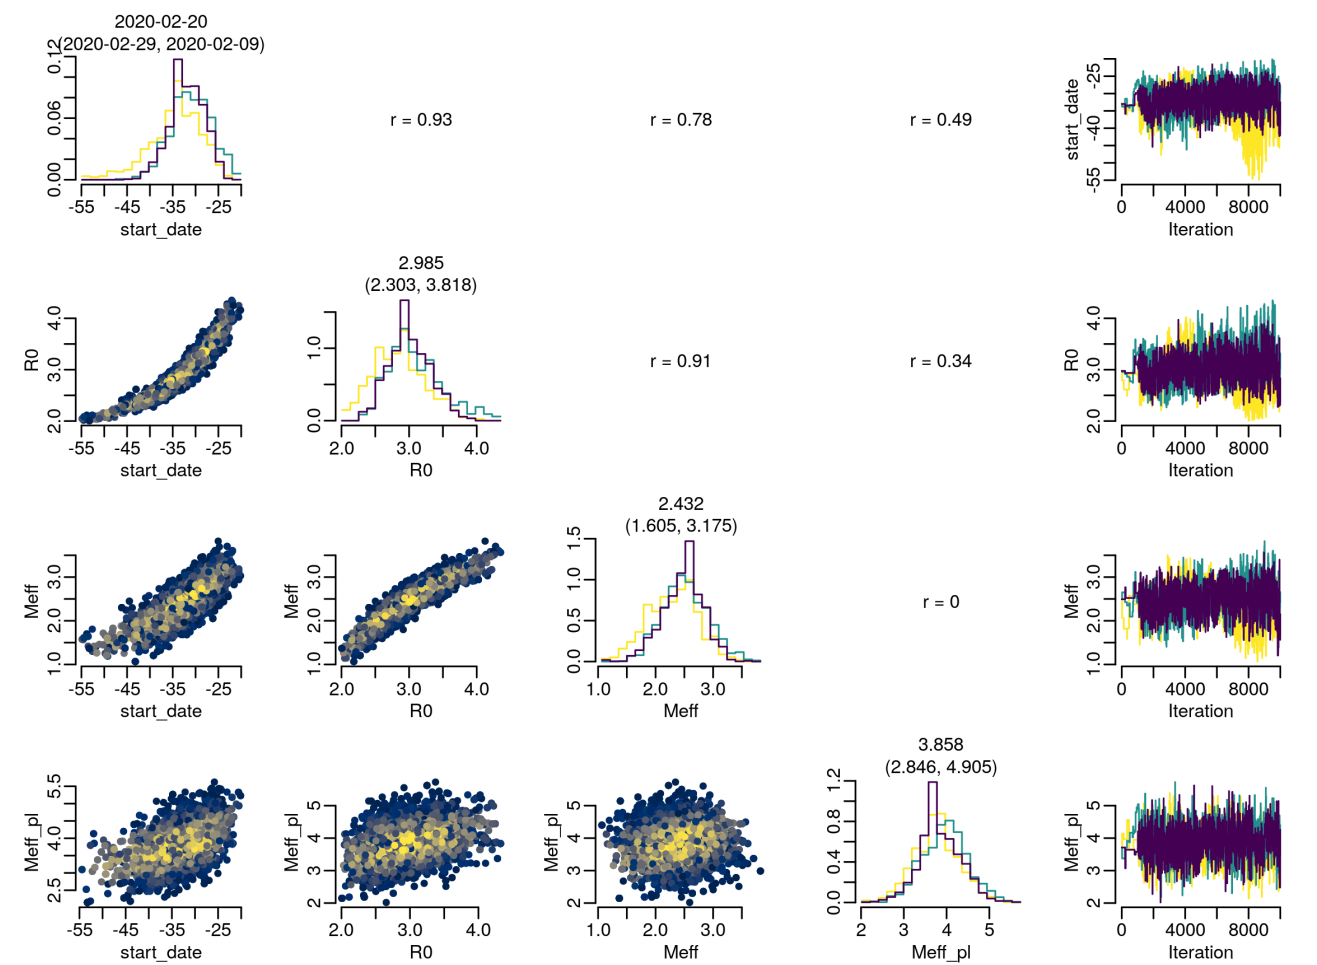 2020-02-20
(2020-02-29, 2020-02-09)
0.00 0.06 0.12
-55 -45 -35 -25
start_date
r = 0.93
r = 0.78
r = 0.49
start_date
-55 -40 -25
0 4000 8000
Iteration
R0
2.0 3.0 4.0
-55 -45 -35 -25
start_date
2.985
(2.303, 3.818)
0.0 1.0
2.0 3.0 4.0
R0
r = 0.91
r = 0.34
R0
2.0 3.0 4.0
0 4000 8000
Iteration
Meff
1.0 2.0 3.0
-55 -45 -35 -25
start_date
Meff
1.0 2.0 3.0
2.0 3.0 4.0
R0
2.432
(1.605, 3.175)
0.0 0.5 1.0 1.5
1.0 2.0 3.0
Meff
r = 0
Meff
1.0 2.0 3.0
0 4000 8000
Iteration
Meff_pl
2.5 4.0 5.5
-55 -45 -35 -25
start_date
Meff_pl
2 3 4 5
2.0 3.0 4.0
R0
Meff_pl
2 3 4 5
1.0 2.0 3.0
Meff
3.858
(2.846, 4.905)
0.0 0.4 0.8 1.2
2 3 4 5
Meff_pl
Meff_pl
2 3 4 5
0 4000 8000
Iteration